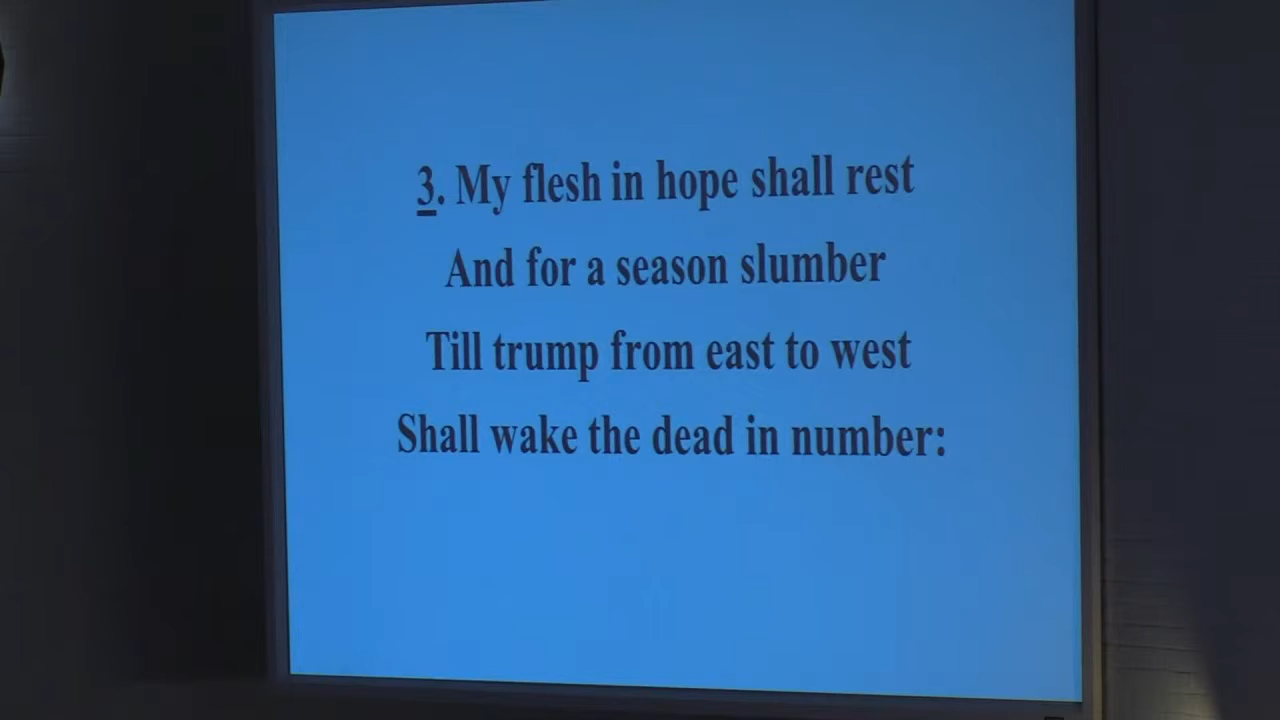 3. My flesh in hope shall rest
And for a season slumber
Till trump from east to west
Shall wake the dead in number: